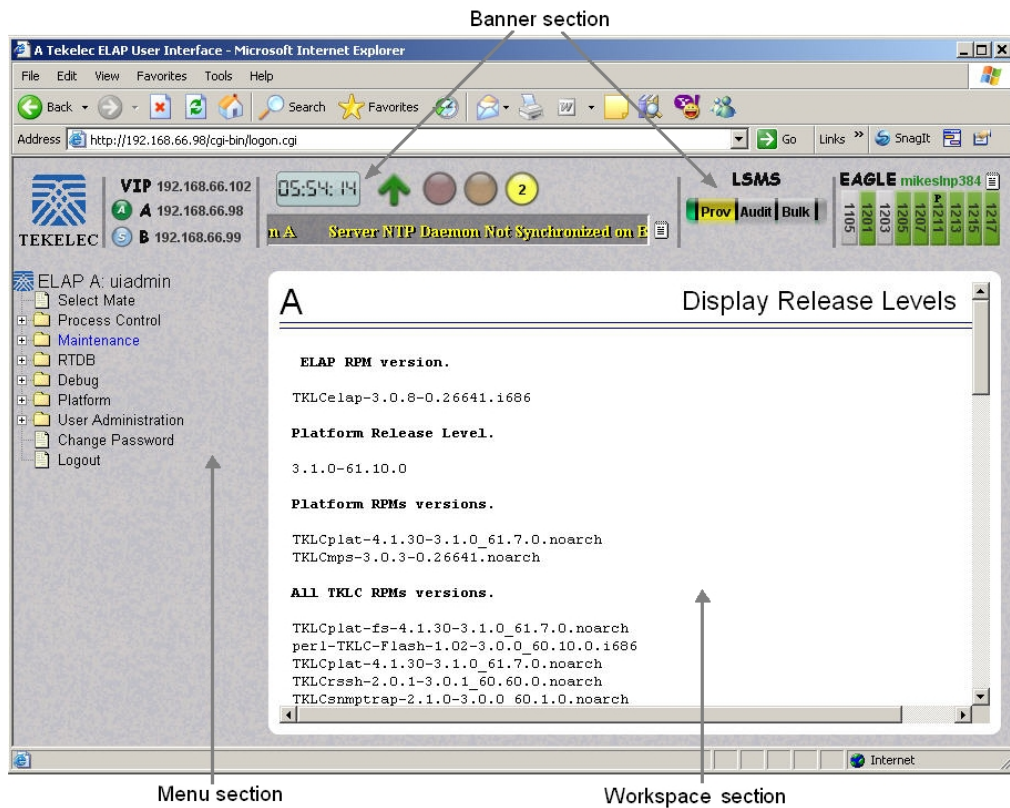 Banner section
A Tekelec ELAP User Interface - Microsoft Internet Explorer
File Edit View Favorites Tools Help
Back Search Favorites
Address http://192.168.66.98/cgi-bin/logon.cgi Go Links » SnagIt
TEKELEC
VIP 192.168.66.102
A A 192.168.66.98
S B 192.168.66.99
05:54:14 2
n A Server NTP Daemon Not Synchronized on B
LSMS
Prov Audit Bulk
EAGLE mikeslnp384
P
1105 1201 1203 1205 1207 1211 1213 1215 1217
ELAP A: uiadmin
Select Mate
Process Control
Maintenance
RTDB
Debug
Platform
User Administration
Change Password
Logout
A Display Release Levels
ELAP RPM version.
TKLCelap-3.0.8-0.26641.i686
Platform Release Level.
3.1.0-61.10.0
Platform RPMs versions.
TKLCplat-4.1.30-3.1.0_61.7.0.noarch
TKLCmps-3.0.3-0.26641.noarch
All TKLC RPMs versions.
TKLCplat-fs-4.1.30-3.1.0_61.7.0.noarch
perl-TKLC-Flash-1.02-3.0.0_60.10.0.i686
TKLCplat-4.1.30-3.1.0_61.7.0.noarch
TKLCrssh-2.0.1-3.0.1_60.60.0.noarch
TKLCsnmptrap-2.1.0-3.0.0_60.1.0.noarch
Internet
Menu section
Workspace section